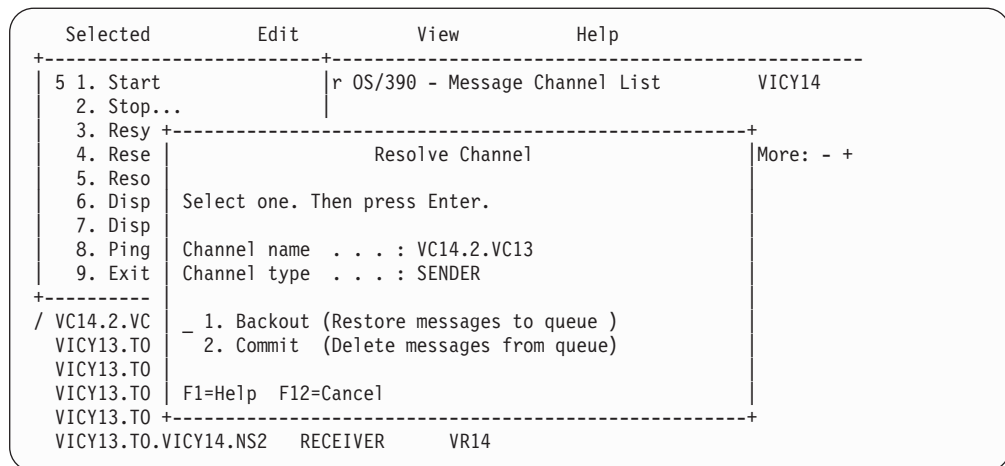 Selected Edit View Help
+--------------------------+--------------------------------------------------
| 5 1. Start |r OS/390 - Message Channel List VICY14
| 2. Stop... |
| 3. Resy +------------------------------------------------------+
| 4. Rese | Resolve Channel |More: - +
| 5. Reso |
| 6. Disp | Select one. Then press Enter.
| 7. Disp |
| 8. Ping | Channel name . . . : VC14.2.VC13
| 9. Exit | Channel type . . . : SENDER
+---------- |
/ VC14.2.VC | _ 1. Backout (Restore messages to queue )
VICY13.TO | 2. Commit (Delete messages from queue)
VICY13.TO |
VICY13.TO | F1=Help F12=Cancel
VICY13.TO +------------------------------------------------------+
VICY13.TO.VICY14.NS2 RECEIVER VR14